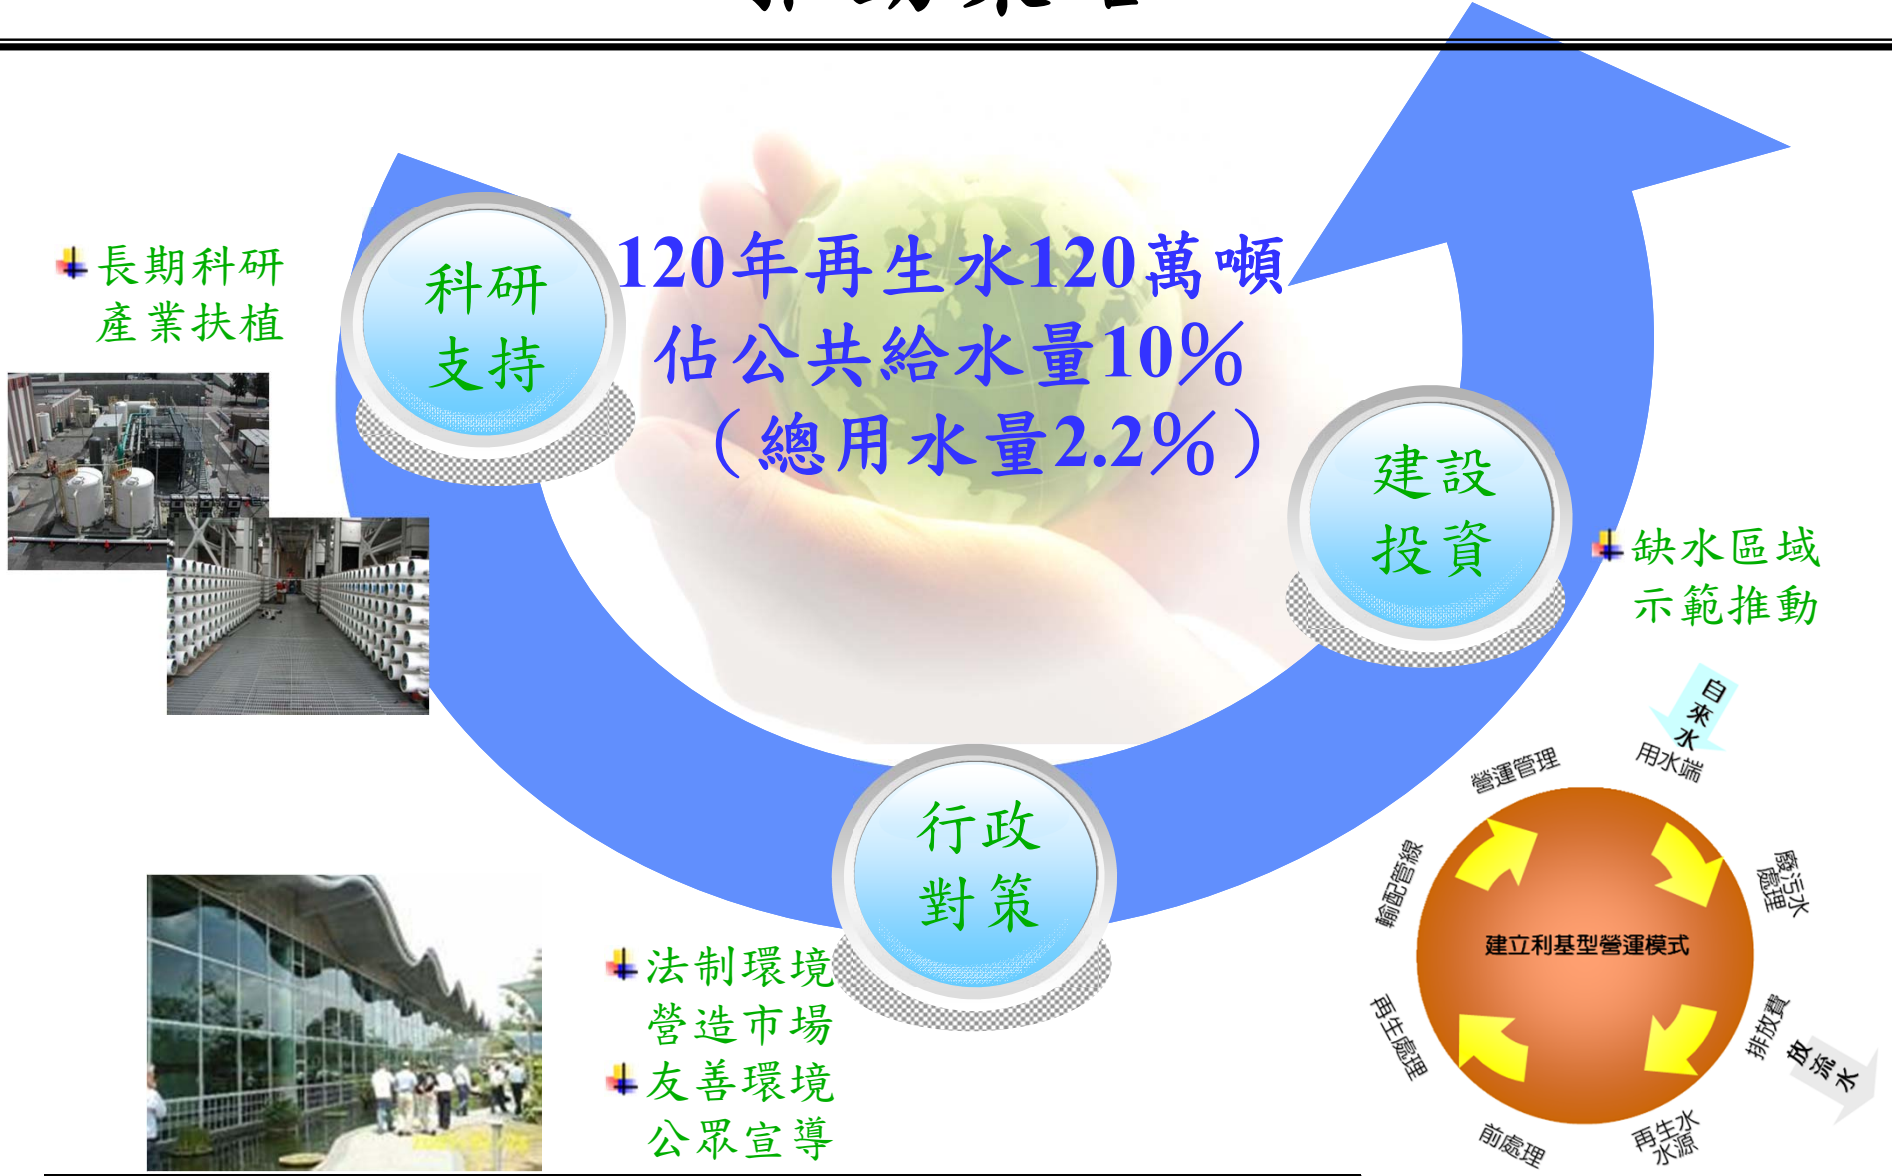 長期科研
產業扶植
科研
支持
120年再生水120萬噸
佔公共給水量10%
（總用水量2.2%）
建設
投資
缺水區域
示範推動
行政
對策
法制環境
營造市場
友善環境
公眾宣導
自來水
用水端
廢污水
處理
排放費
放流水
再生水
水源
前處理
再生處理
輸配管線
營運管理
建立利基型營運模式